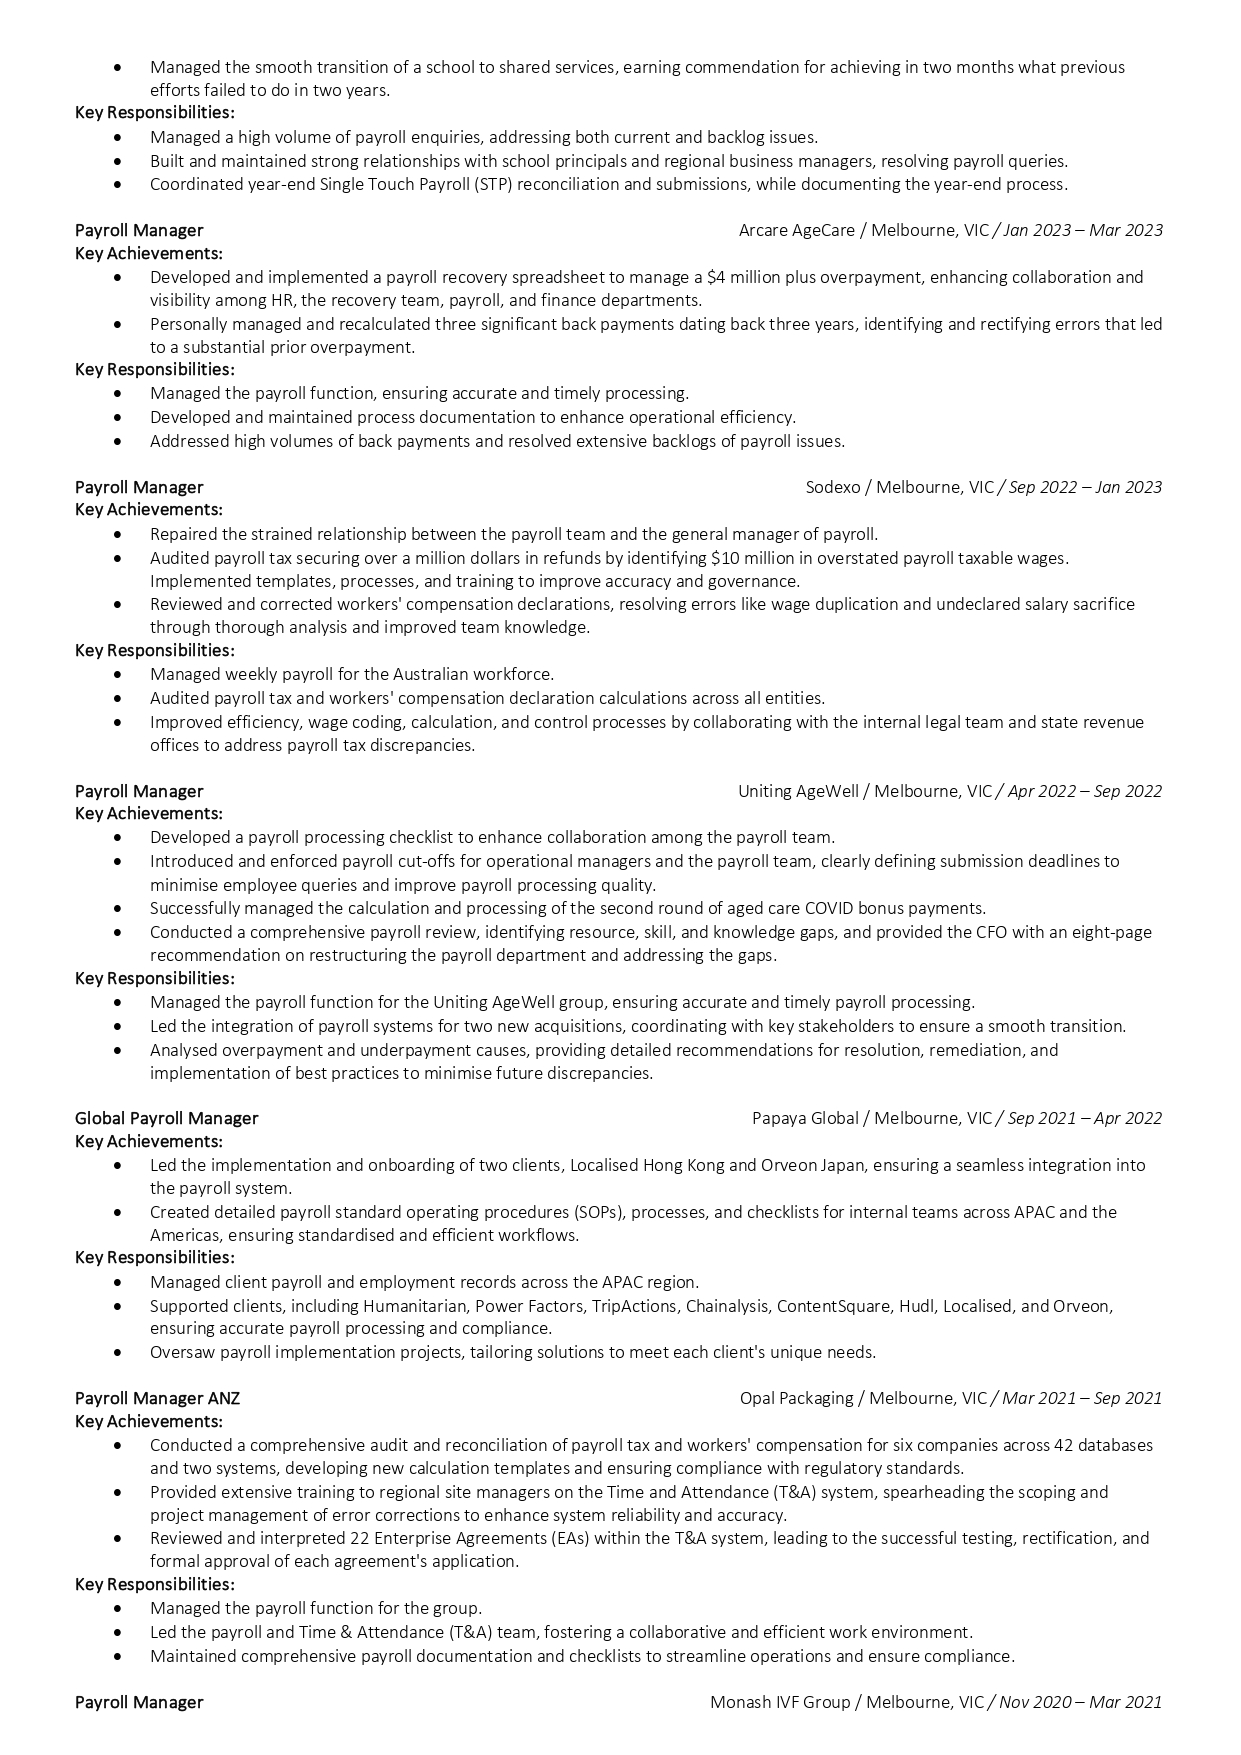 • Managed the smooth transition of a school to shared services, earning commendation for achieving in two months what previous
efforts failed to do in two years.
Key Responsibilities:
• Managed a high volume of payroll enquiries, addressing both current and backlog issues.
• Built and maintained strong relationships with school principals and regional business managers, resolving payroll queries.
• Coordinated year-end Single Touch Payroll (STP) reconciliation and submissions, while documenting the year-end process.
Payroll Manager Arcare AgeCare / Melbourne, VIC / Jan 2023 – Mar 2023
Key Achievements:
• Developed and implemented a payroll recovery spreadsheet to manage a $4 million plus overpayment, enhancing collaboration and
visibility among HR, the recovery team, payroll, and finance departments.
• Personally managed and recalculated three significant back payments dating back three years, identifying and rectifying errors that led
to a substantial prior overpayment.
Key Responsibilities:
• Managed the payroll function, ensuring accurate and timely processing.
• Developed and maintained process documentation to enhance operational efficiency.
• Addressed high volumes of back payments and resolved extensive backlogs of payroll issues.
Payroll Manager Sodexo / Melbourne, VIC / Sep 2022 – Jan 2023
Key Achievements:
• Repaired the strained relationship between the payroll team and the general manager of payroll.
• Audited payroll tax securing over a million dollars in refunds by identifying $10 million in overstated payroll taxable wages.
Implemented templates, processes, and training to improve accuracy and governance.
• Reviewed and corrected workers' compensation declarations, resolving errors like wage duplication and undeclared salary sacrifice
through thorough analysis and improved team knowledge.
Key Responsibilities:
• Managed weekly payroll for the Australian workforce.
• Audited payroll tax and workers' compensation declaration calculations across all entities.
• Improved efficiency, wage coding, calculation, and control processes by collaborating with the internal legal team and state revenue
offices to address payroll tax discrepancies.
Payroll Manager Uniting AgeWell / Melbourne, VIC / Apr 2022 – Sep 2022
Key Achievements:
• Developed a payroll processing checklist to enhance collaboration among the payroll team.
• Introduced and enforced payroll cut-offs for operational managers and the payroll team, clearly defining submission deadlines to
minimise employee queries and improve payroll processing quality.
• Successfully managed the calculation and processing of the second round of aged care COVID bonus payments.
• Conducted a comprehensive payroll review, identifying resource, skill, and knowledge gaps, and provided the CFO with an eight-page
recommendation on restructuring the payroll department and addressing the gaps.
Key Responsibilities:
• Managed the payroll function for the Uniting AgeWell group, ensuring accurate and timely payroll processing.
• Led the integration of payroll systems for two new acquisitions, coordinating with key stakeholders to ensure a smooth transition.
• Analysed overpayment and underpayment causes, providing detailed recommendations for resolution, remediation, and
implementation of best practices to minimise future discrepancies.
Global Payroll Manager Papaya Global / Melbourne, VIC / Sep 2021 – Apr 2022
Key Achievements:
• Led the implementation and onboarding of two clients, Localised Hong Kong and Orveon Japan, ensuring a seamless integration into
the payroll system.
• Created detailed payroll standard operating procedures (SOPs), processes, and checklists for internal teams across APAC and the
Americas, ensuring standardised and efficient workflows.
Key Responsibilities:
• Managed client payroll and employment records across the APAC region.
• Supported clients, including Humanitarian, Power Factors, TripActions, Chainalysis, ContentSquare, Hudl, Localised, and Orveon,
ensuring accurate payroll processing and compliance.
• Oversaw payroll implementation projects, tailoring solutions to meet each client's unique needs.
Payroll Manager ANZ Opal Packaging / Melbourne, VIC / Mar 2021 – Sep 2021
Key Achievements:
• Conducted a comprehensive audit and reconciliation of payroll tax and workers' compensation for six companies across 42 databases
and two systems, developing new calculation templates and ensuring compliance with regulatory standards.
• Provided extensive training to regional site managers on the Time and Attendance (T&A) system, spearheading the scoping and
project management of error corrections to enhance system reliability and accuracy.
• Reviewed and interpreted 22 Enterprise Agreements (EAs) within the T&A system, leading to the successful testing, rectification, and
formal approval of each agreement's application.
Key Responsibilities:
• Managed the payroll function for the group.
• Led the payroll and Time & Attendance (T&A) team, fostering a collaborative and efficient work environment.
• Maintained comprehensive payroll documentation and checklists to streamline operations and ensure compliance.
Payroll Manager Monash IVF Group / Melbourne, VIC / Nov 2020 – Mar 2021